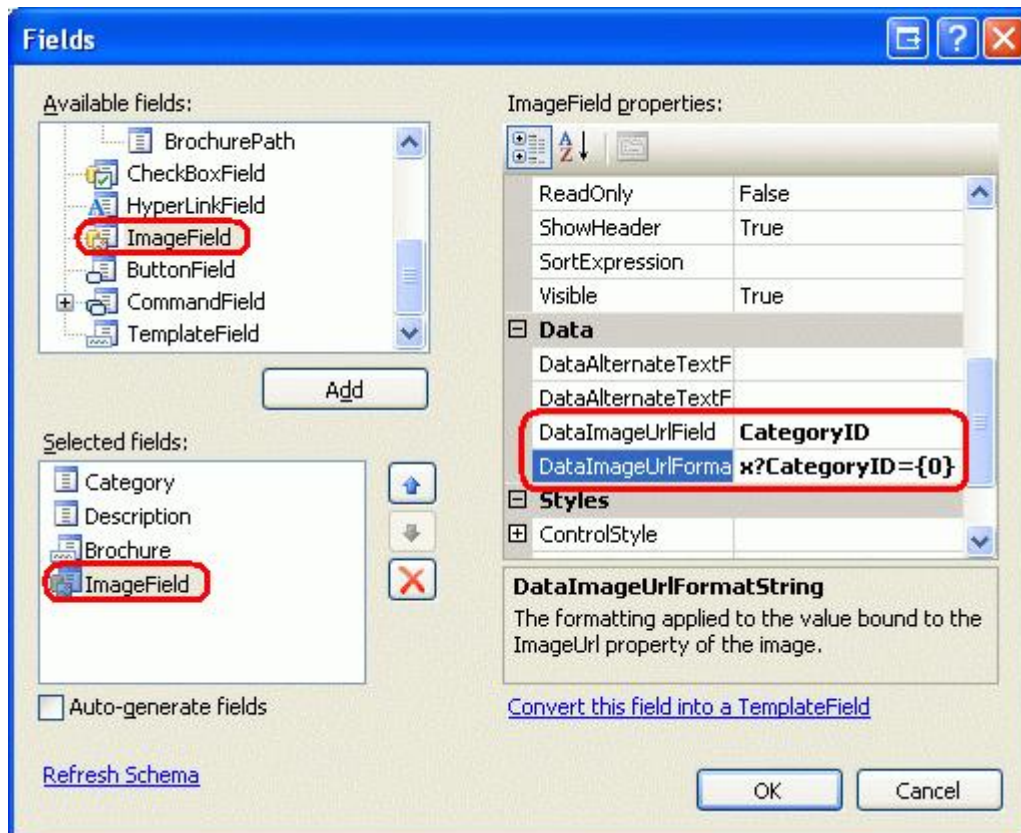 Fields
Available fields:
BrochurePath
CheckBoxField
HyperLinkField
ImageField
ButtonField
CommandField
TemplateField
Add
Selected fields:
Category
Description
Brochure
ImageField
Auto-generate fields
Refresh Schema
ImageField properties:
ReadOnly False
ShowHeader True
SortExpression
Visible True
Data
DataAlternateTextF
DataAlternateTextF
DataImageUrlField CategoryID
DataImageUrlForma x?CategoryID={0}
Styles
ControlStyle
DataImageUrlFormatString
The formatting applied to the value bound to the
ImageUrl property of the image.
Convert this field into a TemplateField
OK Cancel